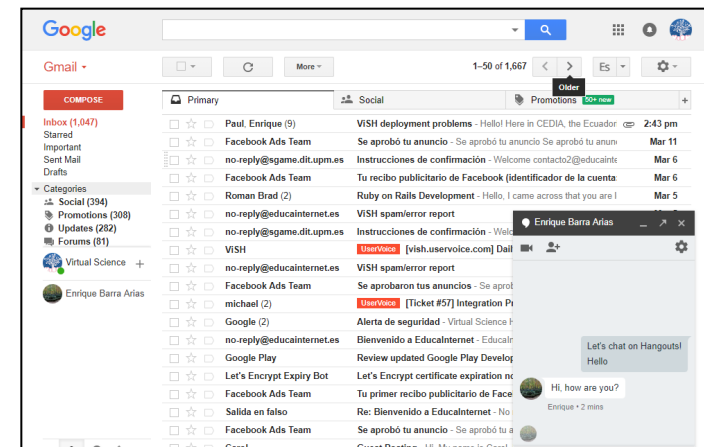 Google
Gmail
More
1–50 of 1,667
Es
Older
COMPOSE
Primary
Social
Promotions 50+ new
+
Inbox (1,047)
Starred
Important
Sent Mail
Drafts
Categories
Social (394)
Promotions (308)
Updates (282)
Forums (81)
Virtual Science +
Enrique Barra Arias
Paul, Enrique (9) ViSH deployment problems - Hello! Here in CEDIA, the Ecuador 2:43 pm
Facebook Ads Team Se aprobó tu anuncio - Se aprobó tu anuncio Se aprobó tu anun Mar 11
no-reply@sgame.dit.upm.es Instrucciones de confirmación - Welcome contacto2@educainte Mar 6
Facebook Ads Team Tu recibo publicitario de Facebook (identificador de la cuenta: Mar 6
Roman Brad (2) Ruby on Rails Development - Hello, I came across that you are l Mar 5
no-reply@educainternet.es ViSH spam/error report
no-reply@sgame.dit.upm.es Instrucciones de confirmación - Welc
ViSH UserVoice [vish.uservoice.com] Dail
no-reply@educainternet.es ViSH spam/error report
Facebook Ads Team Se aprobaron tus anuncios - Se aprob
michael (2) UserVoice [Ticket #57] Integration Pr
Google (2) Alerta de seguridad - Virtual Science H
no-reply@educainternet.es Bienvenido a EducaInternet - EducaIn
Google Play Review updated Google Play Develop
Let's Encrypt Expiry Bot Let's Encrypt certificate expiration no
Facebook Ads Team Tu primer recibo publicitario de Face
Salida en falso Re: Bienvenido a EducaInternet - No
Facebook Ads Team Se aprobó tu anuncio - Se aprobó tu a
Enrique Barra Arias
Let's chat on Hangouts!
Hello
Hi, how are you?
Enrique • 2 mins